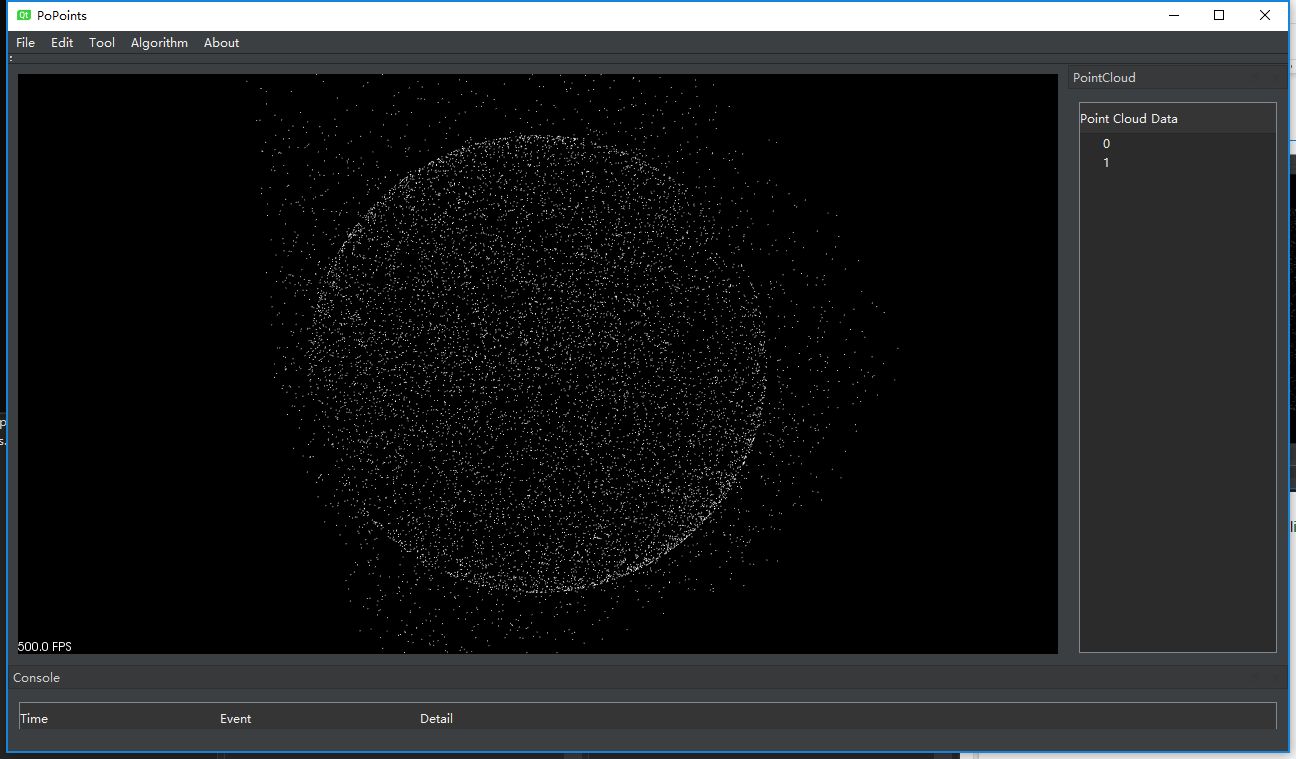 Qt PoPoints
File Edit Tool Algorithm About
PointCloud
Point Cloud Data
0
1
500.0 FPS
Console
Time Event Detail